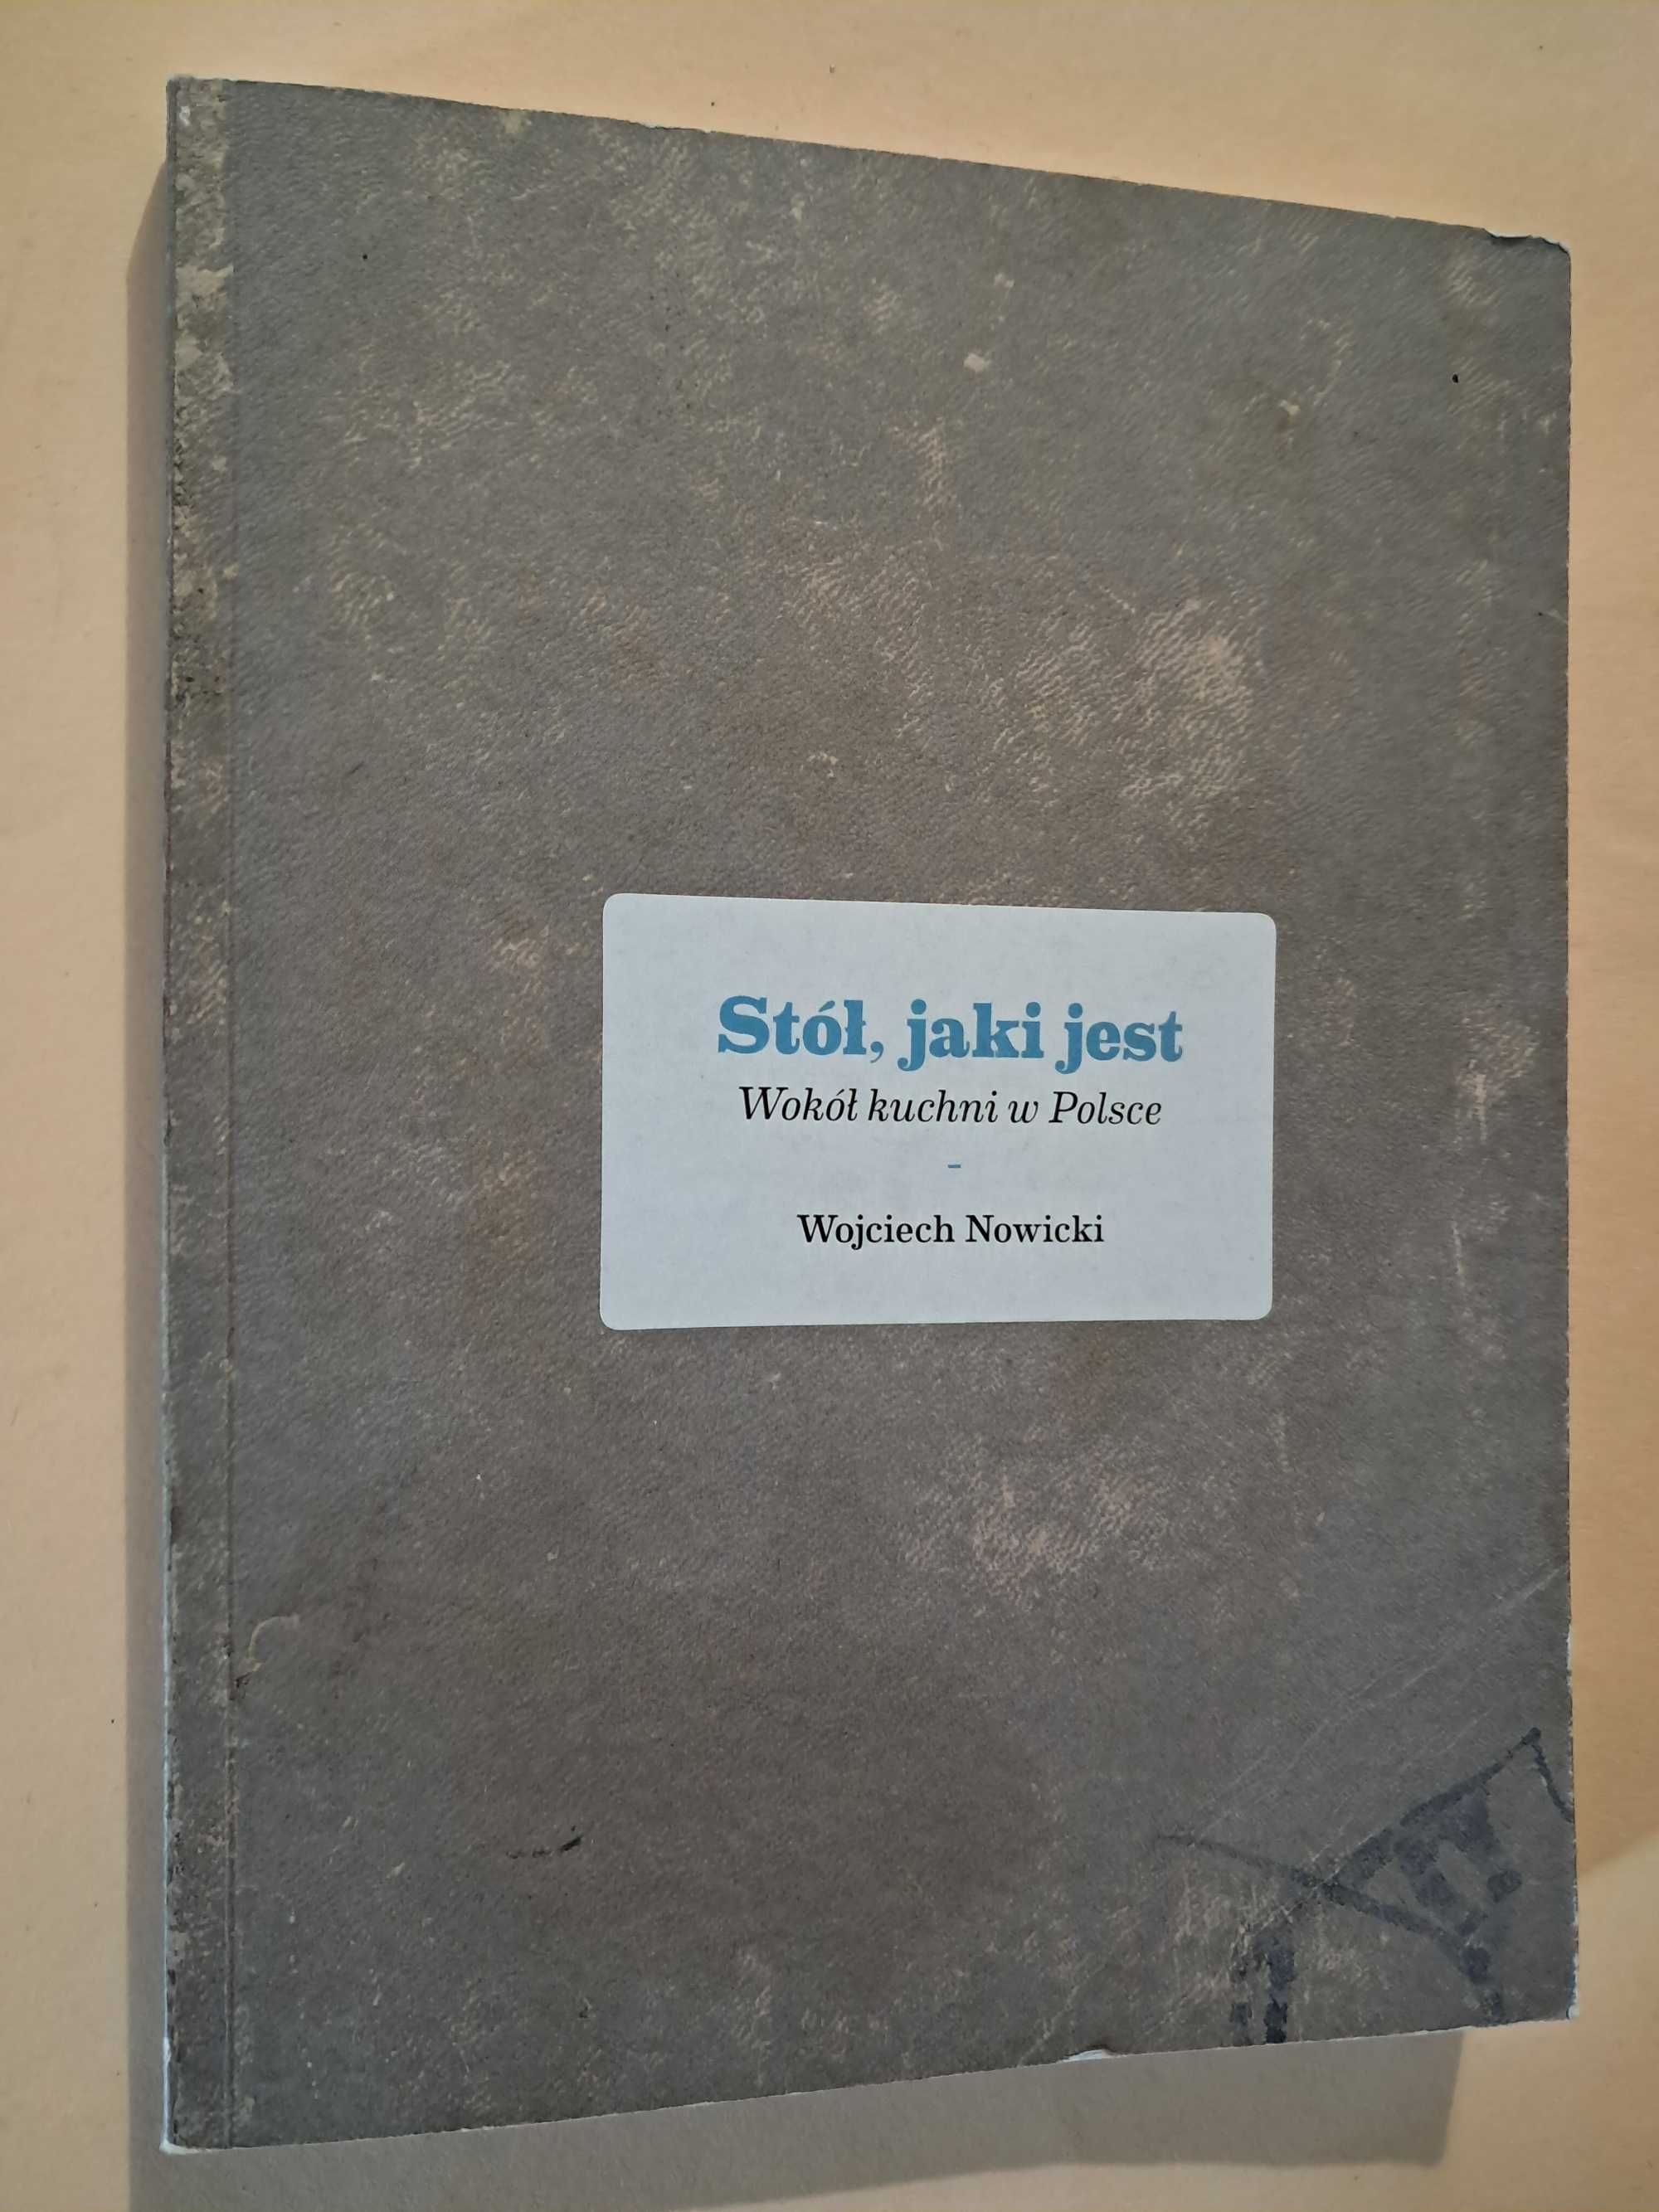 Stół, jaki jest
Wokół kuchni w Polsce
-
Wojciech Nowicki